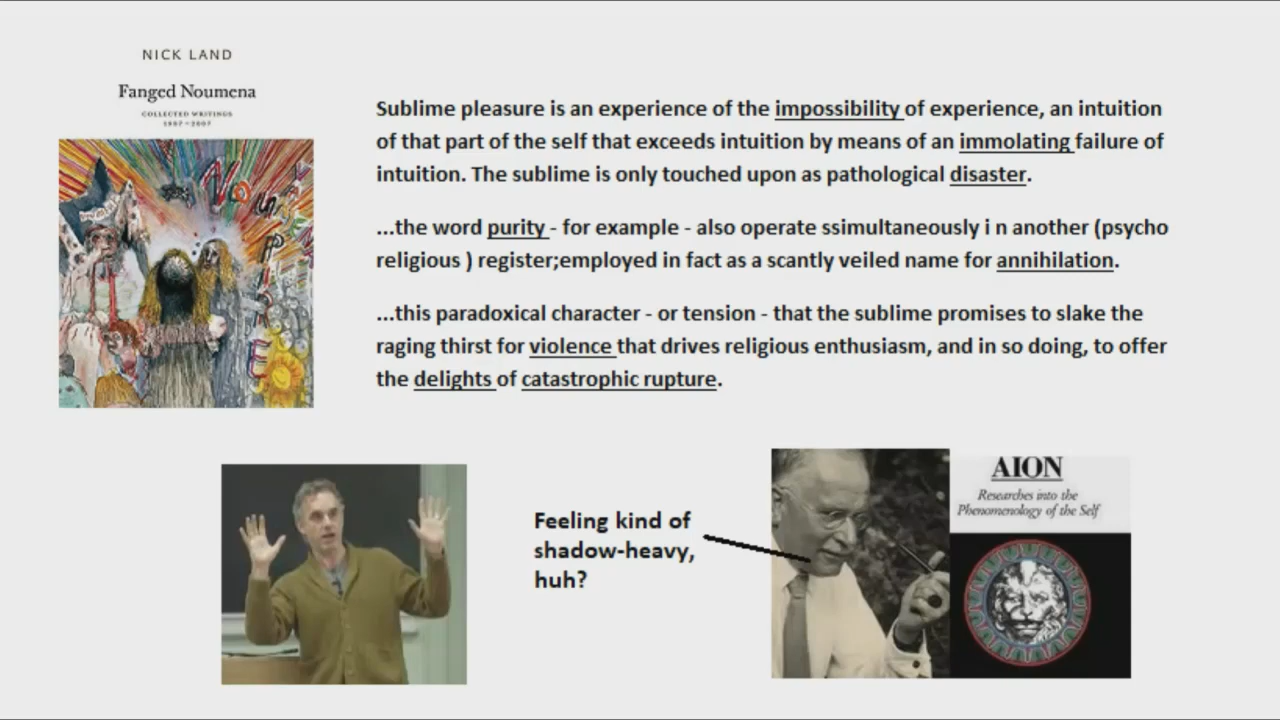 NICK LAND
Fanged Noumena
COLLECTED WRITINGS
1987–2007
Sublime pleasure is an experience of the impossibility of experience, an intuition
of that part of the self that exceeds intuition by means of an immolating failure of
intuition. The sublime is only touched upon as pathological disaster.
...the word purity - for example - also operate ssimultaneously i n another (psycho
religious ) register;employed in fact as a scantly veiled name for annihilation.
...this paradoxical character - or tension - that the sublime promises to slake the
raging thirst for violence that drives religious enthusiasm, and in so doing, to offer
the delights of catastrophic rupture.
Feeling kind of
shadow-heavy,
huh?
AION
Researches into the
Phenomenology of the Self